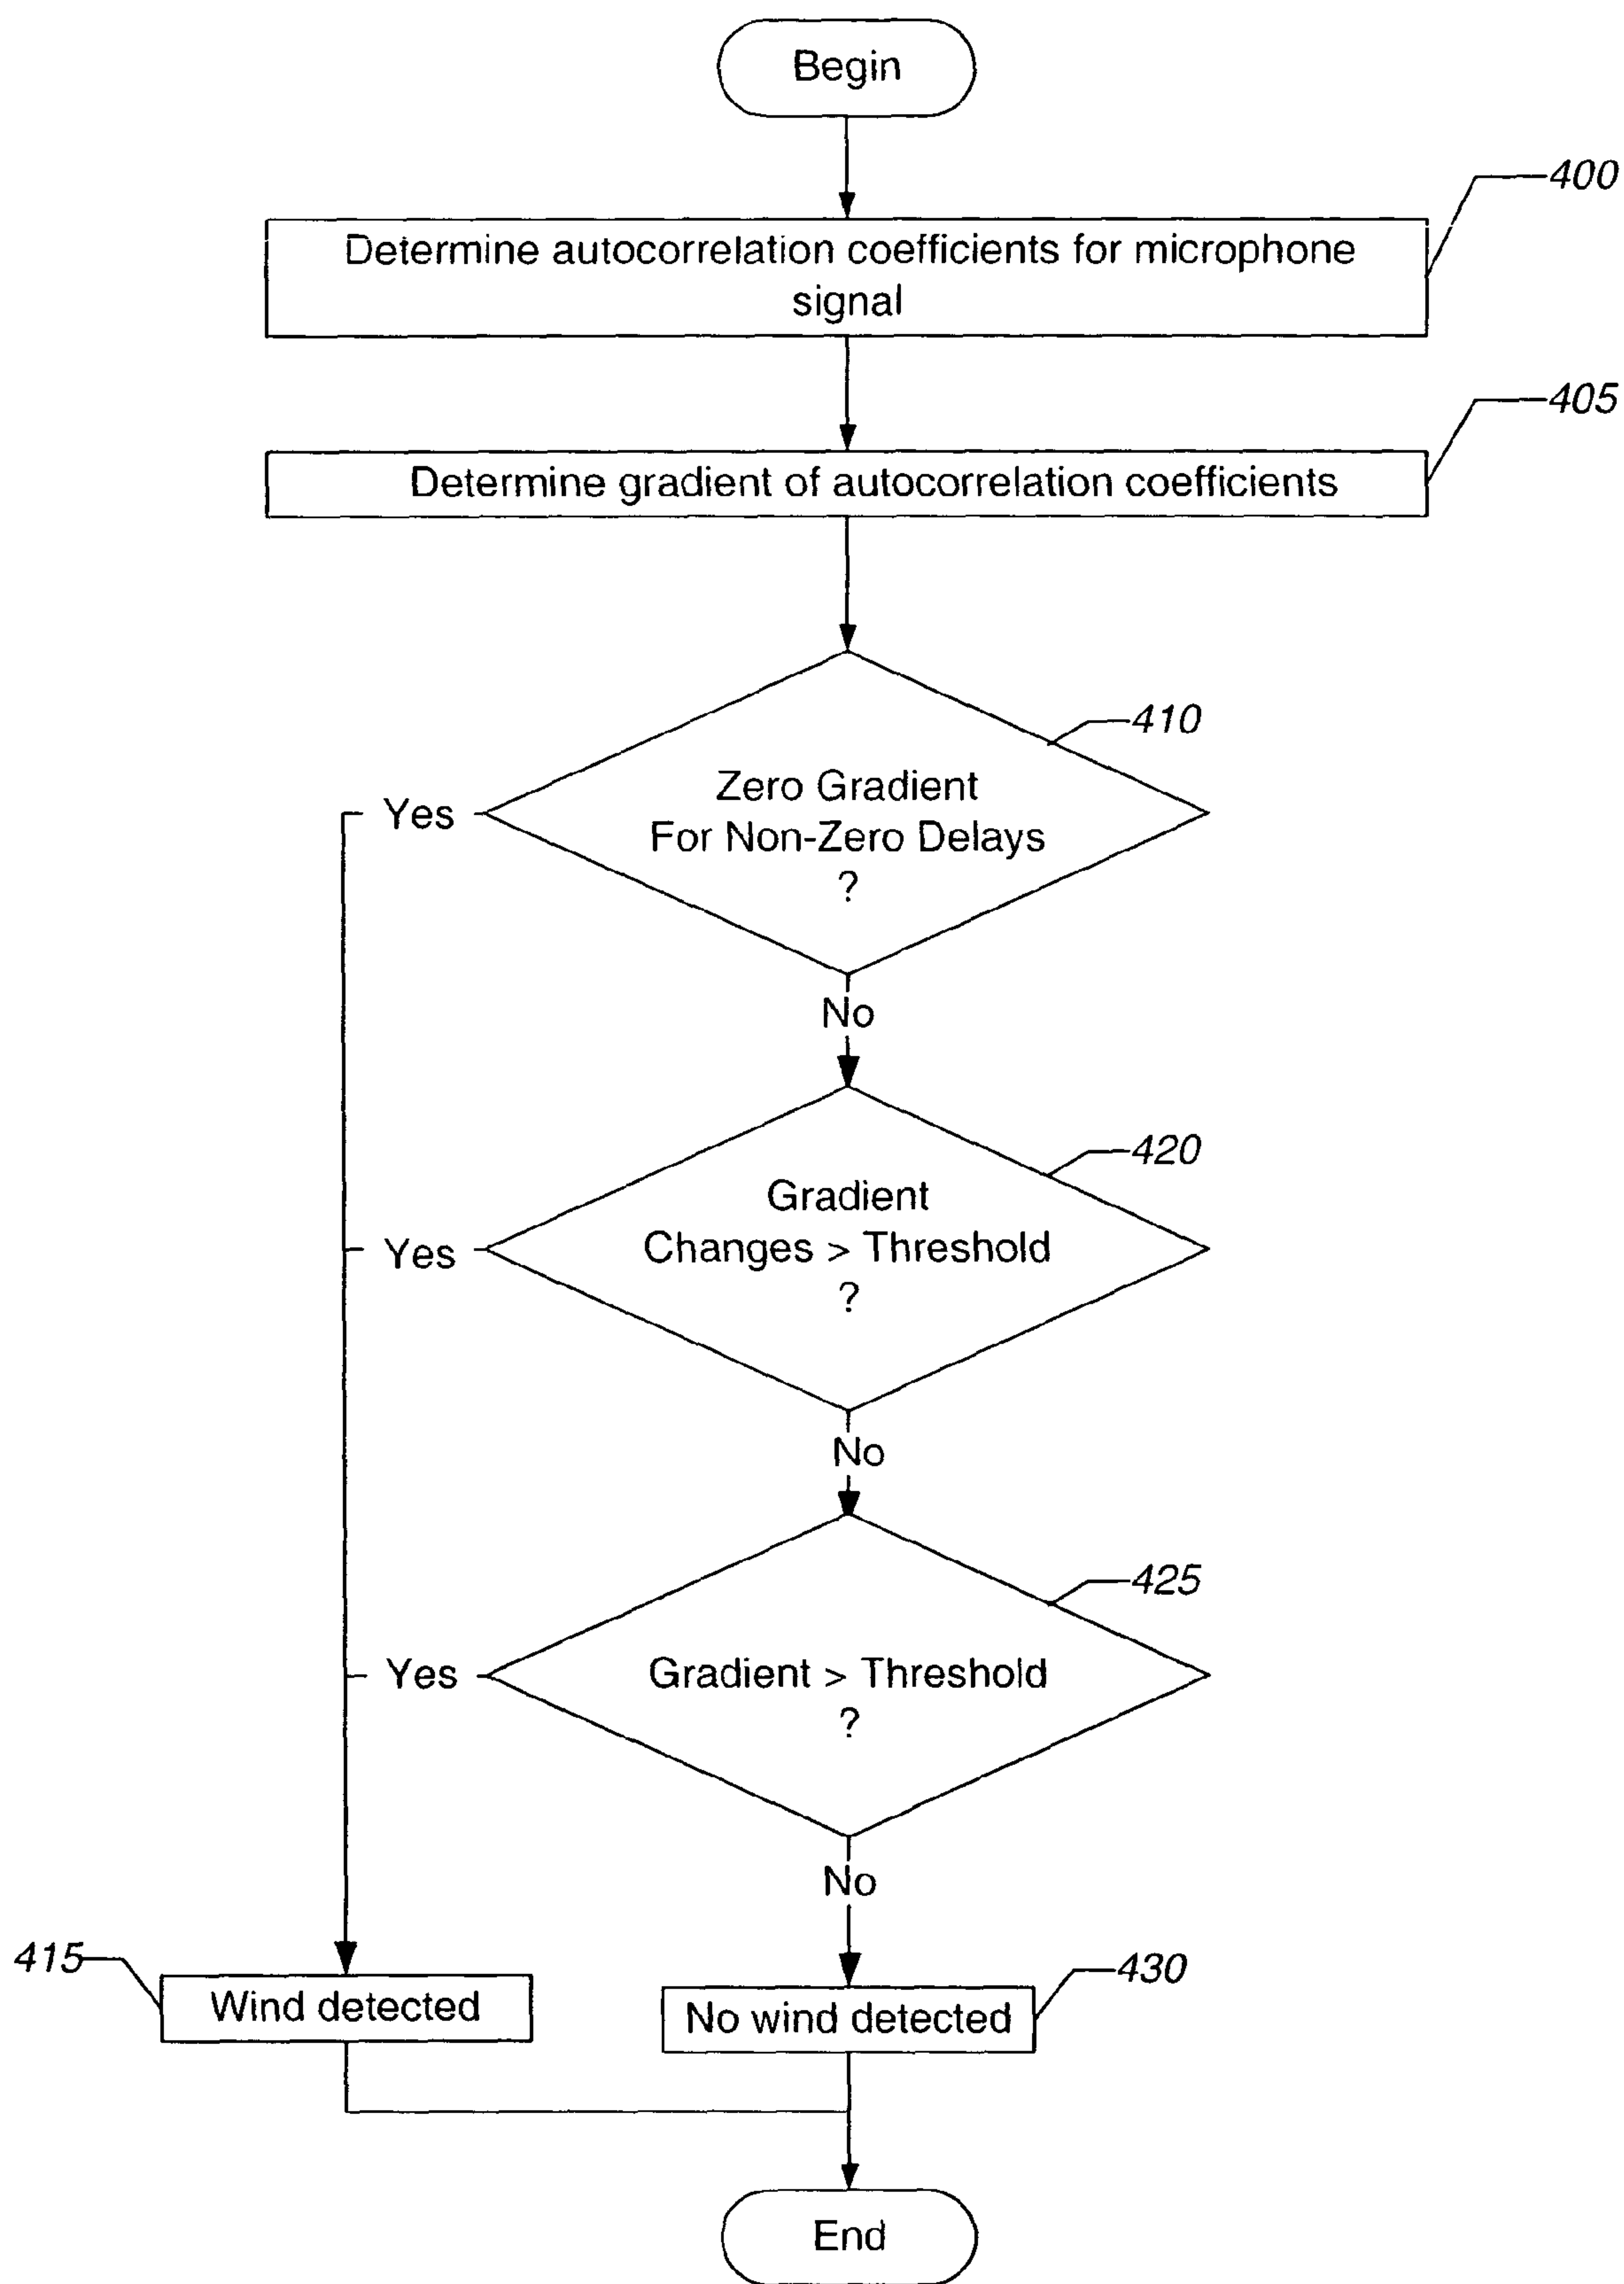 Begin
400
Determine autocorrelation coefficients for microphone
signal
405
Determine gradient of autocorrelation coefficients
410
Zero Gradient
For Non-Zero Delays
?
Yes
No
420
Gradient
Changes > Threshold
?
Yes
No
425
Gradient > Threshold
?
Yes
No
415
Wind detected
430
No wind detected
End